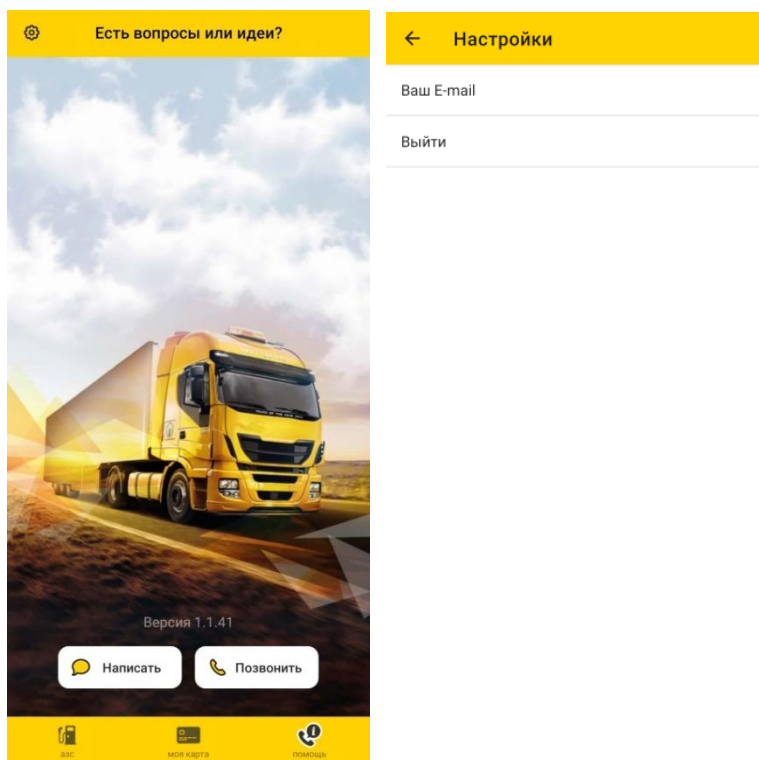 Есть вопросы или идеи?
Версия 1.1.41
Написать
Позвонить
азс
моя карта
помощь
Настройки
Ваш E-mail
Выйти